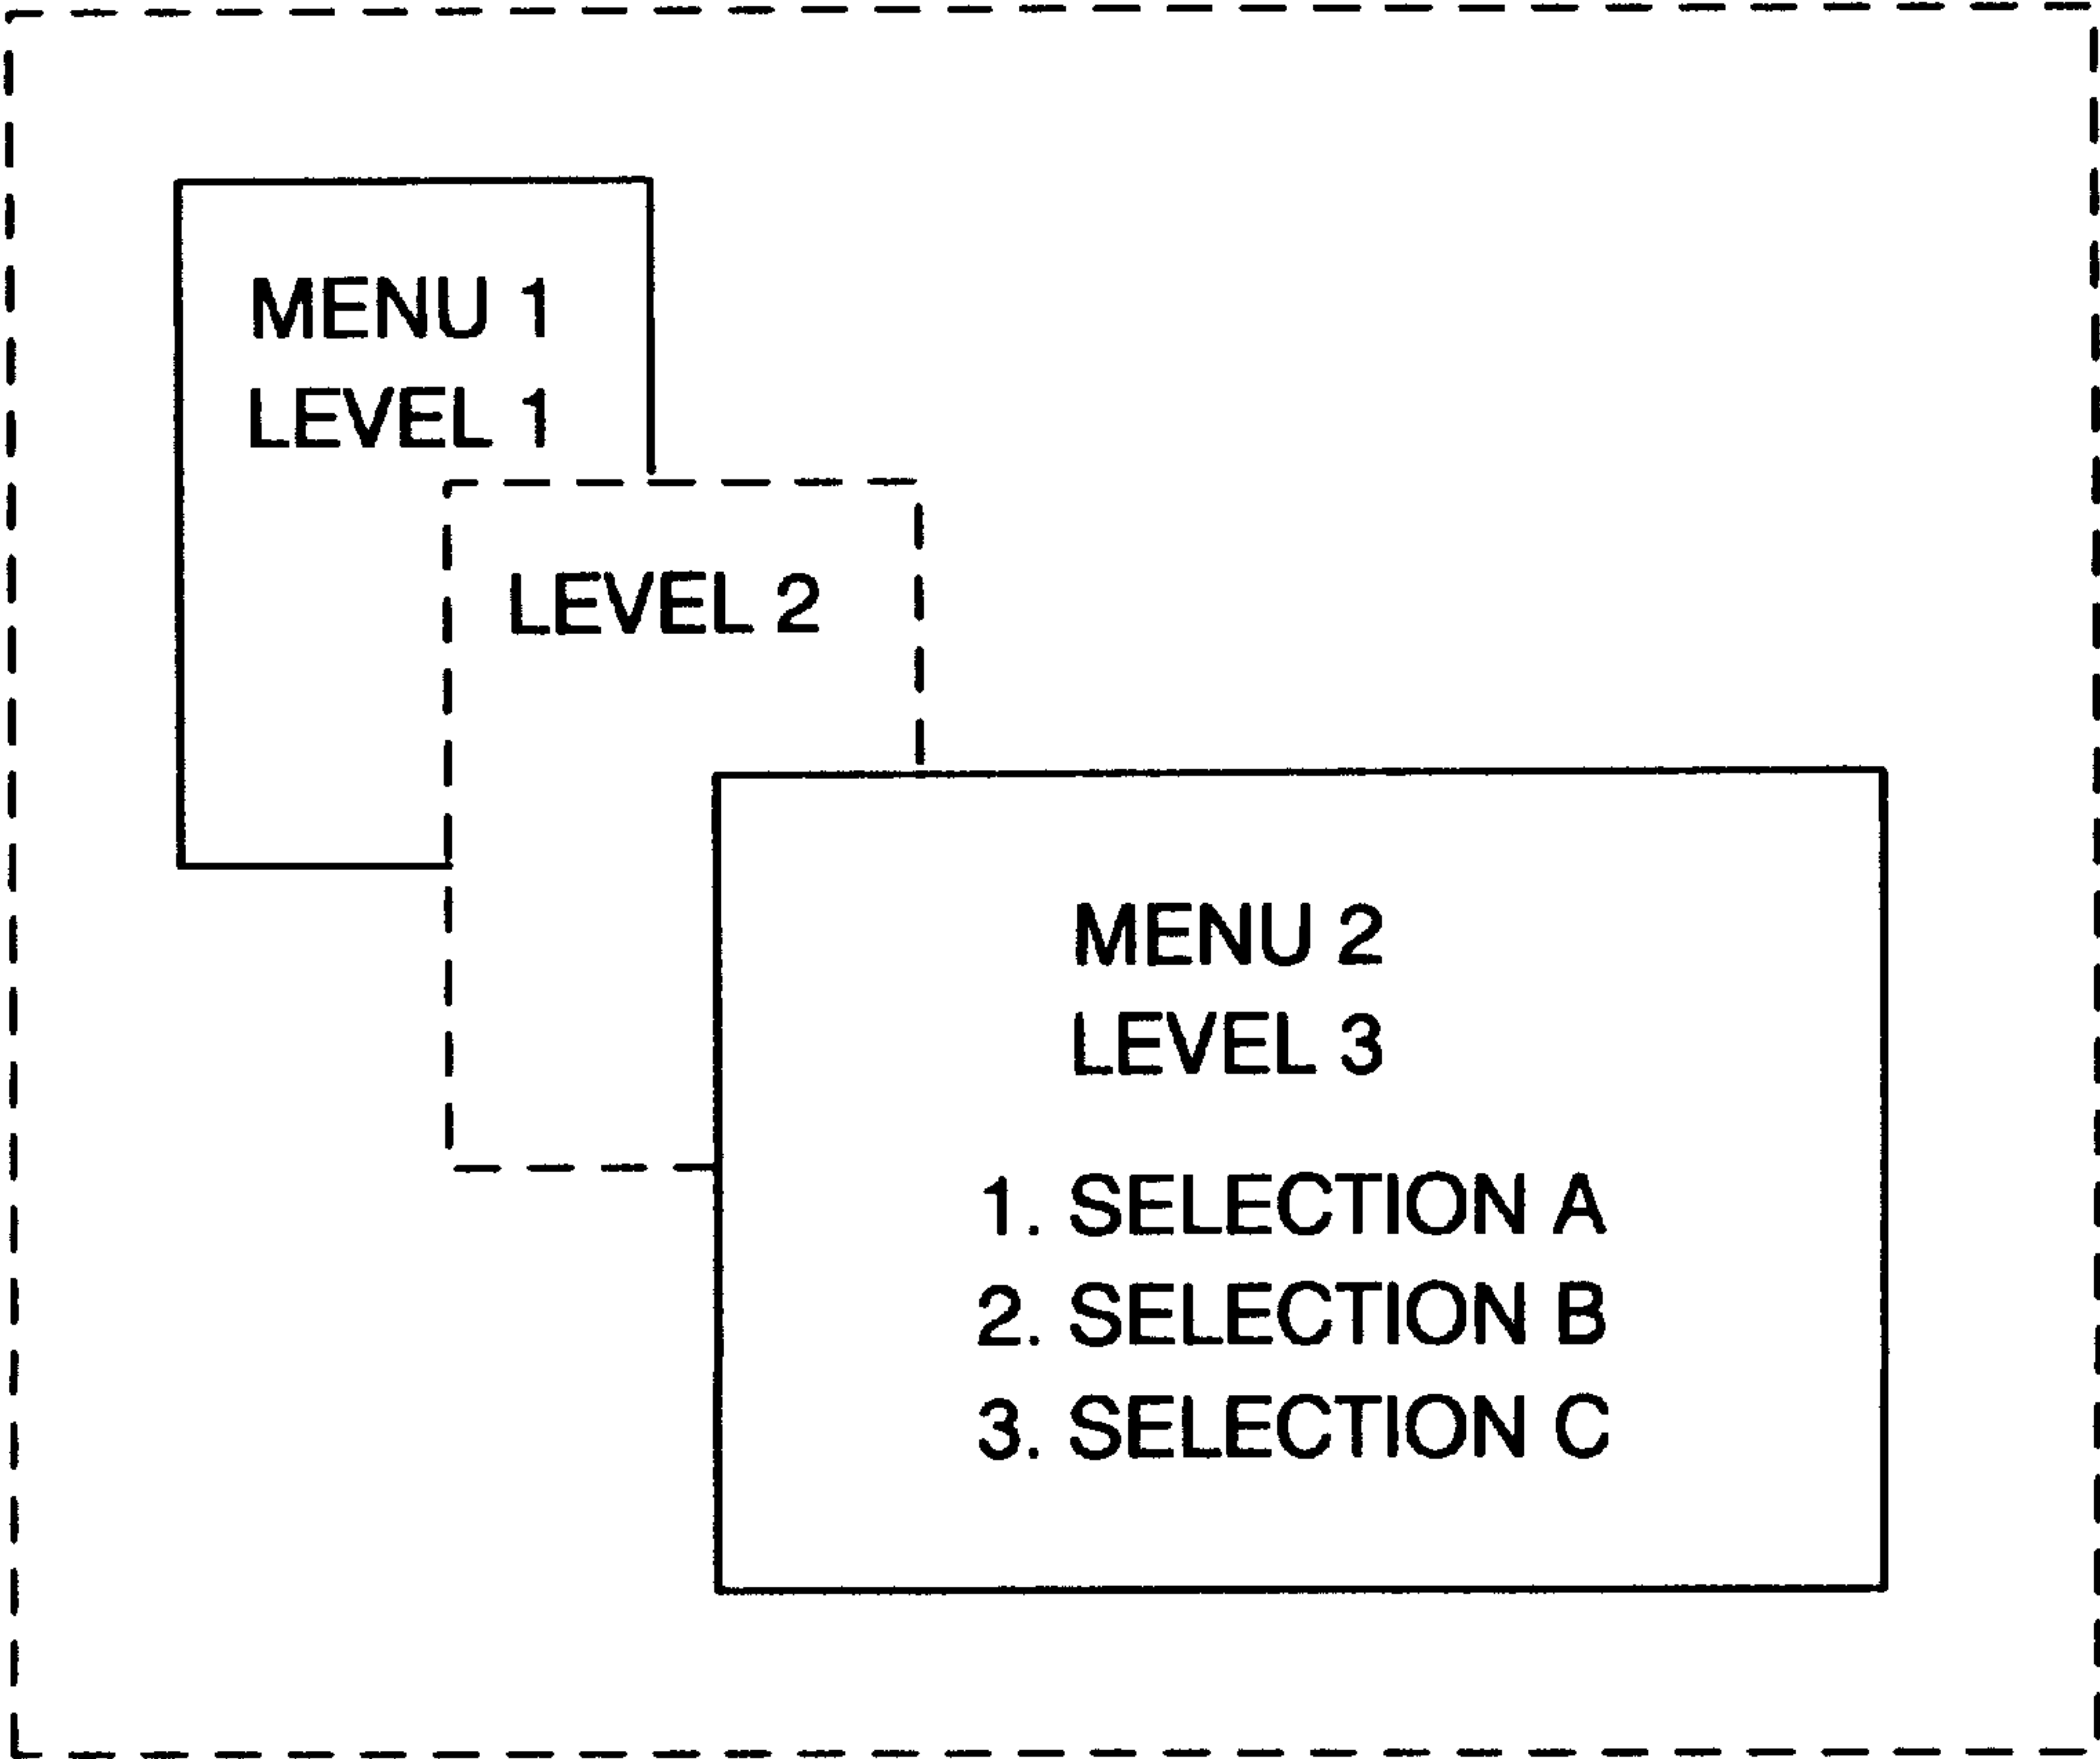 MENU 1
LEVEL 1
LEVEL 2
MENU 2
LEVEL 3
1. SELECTION A
2. SELECTION B
3. SELECTION C